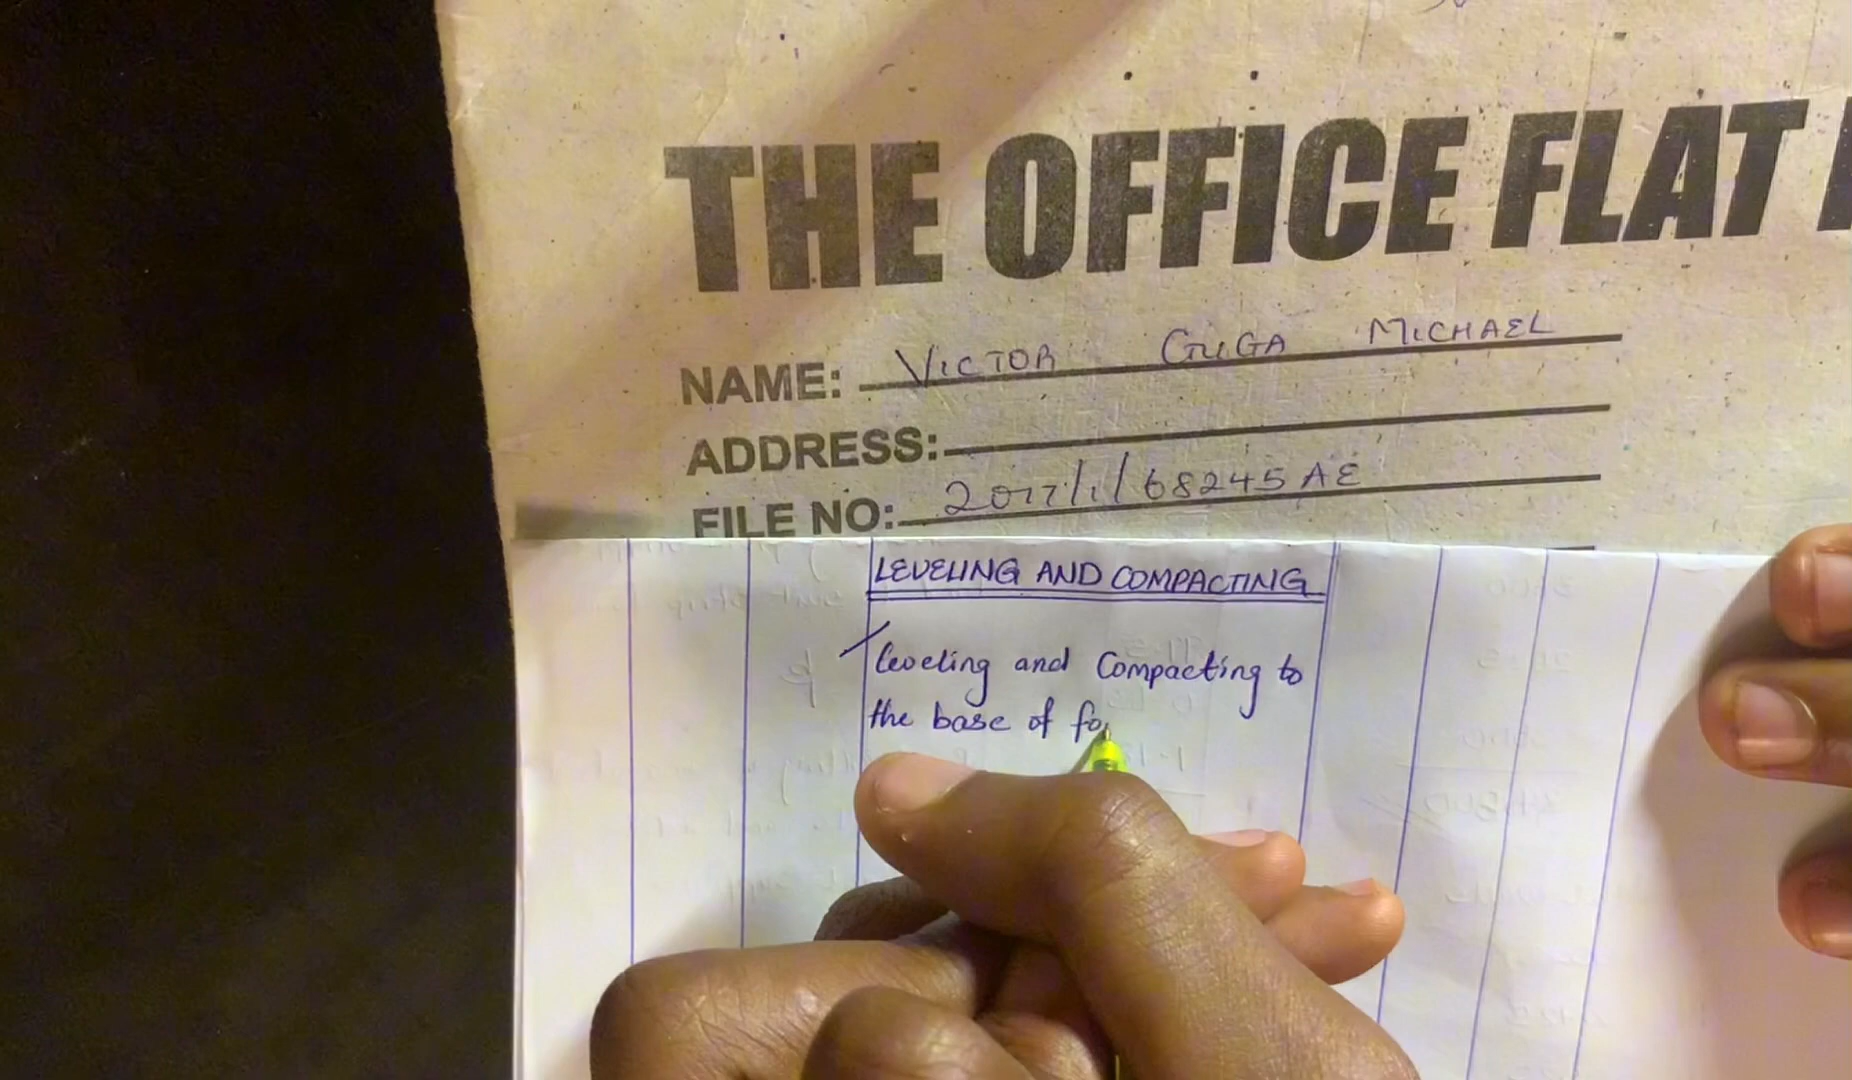 THE OFFICE FLAT
NAME: VICTOR GUGA MICHAEL
ADDRESS:
FILE NO: 2017/1/68245AE
LEVELING AND COMPACTING
leveling and Compacting to
the base of fo